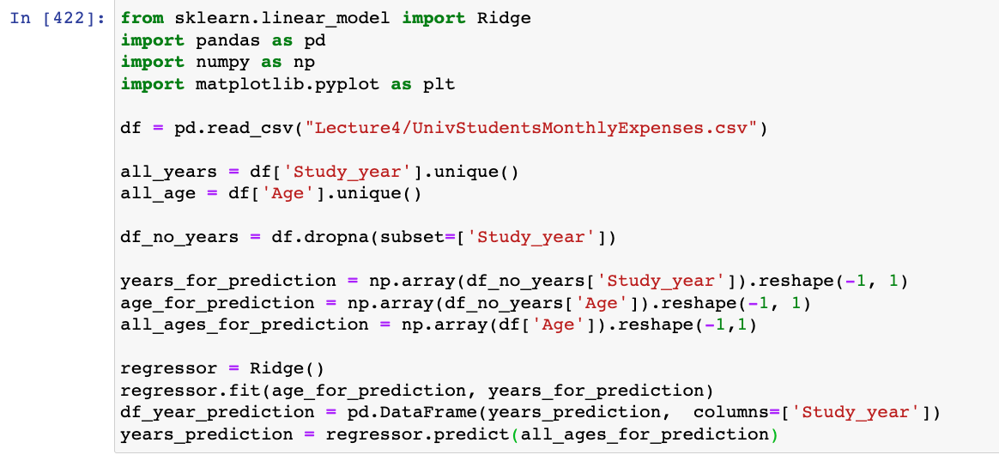 In [422]: from sklearn.linear_model import Ridge
import pandas as pd
import numpy as np
import matplotlib.pyplot as plt
df = pd.read_csv("Lecture4/UnivStudentsMonthlyExpenses.csv")
all_years = df['Study_year'].unique()
all_age = df['Age'].unique()
df_no_years = df.dropna(subset=['Study_year'])
years_for_prediction = np.array(df_no_years['Study_year']).reshape(-1, 1)
age_for_prediction = np.array(df_no_years['Age']).reshape(-1, 1)
all_ages_for_prediction = np.array(df['Age']).reshape(-1,1)
regressor = Ridge()
regressor.fit(age_for_prediction, years_for_prediction)
df_year_prediction = pd.DataFrame(years_prediction,  columns=['Study_year'])
years_prediction = regressor.predict(all_ages_for_prediction)